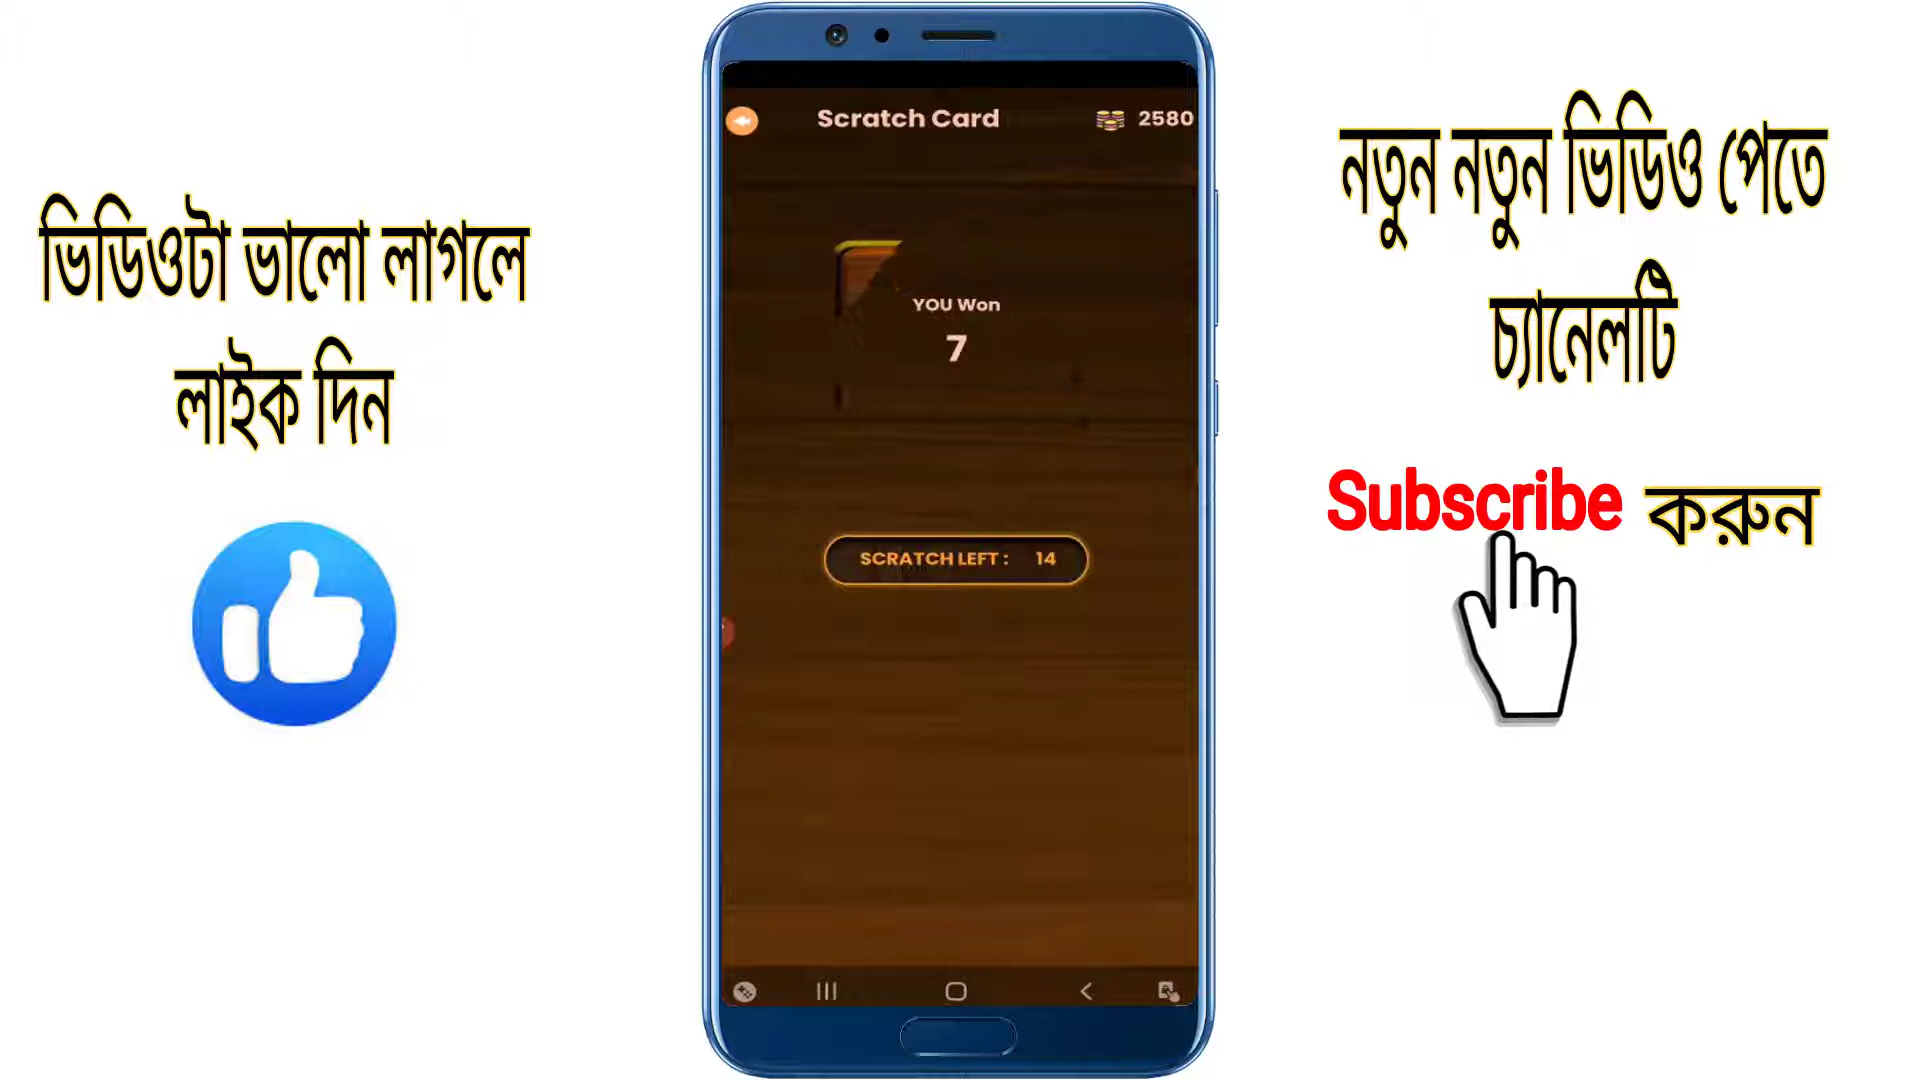 ভিডিওটা ভালো লাগলে
লাইক দিন
Scratch Card
2580
YOU Won
7
SCRATCH LEFT : 14
নতুন নতুন ভিডিও পেতে
চ্যানেলটি
Subscribe করুন